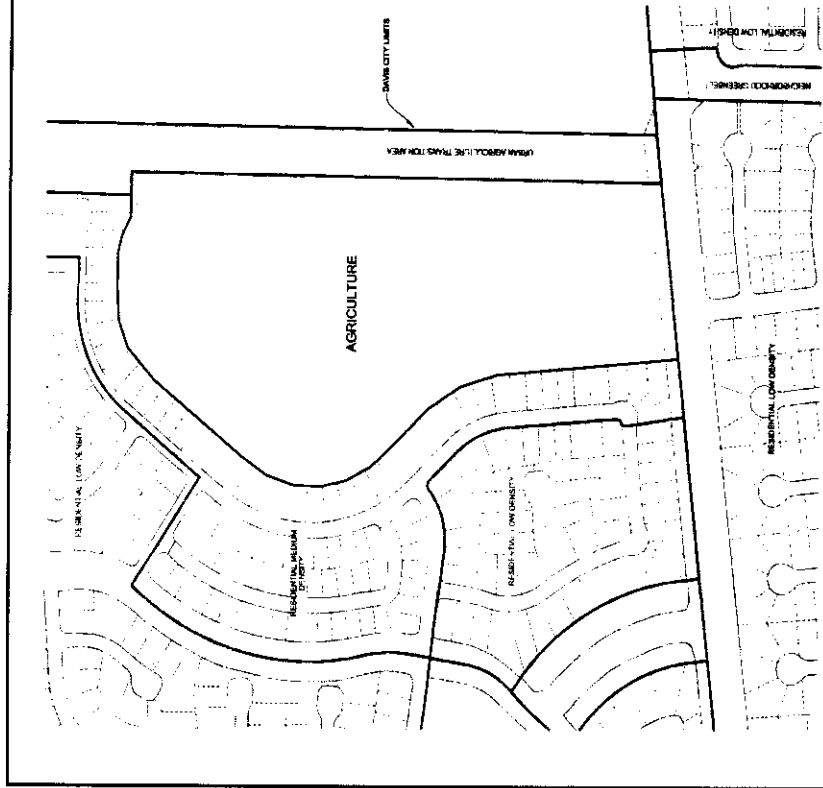 DAVIS CITY LIMITS
URBAN AGRICULTURE TRANSITION AREA
AGRICULTURE
RESIDENTIAL LOW DENSITY
RESIDENTIAL MEDIUM
DENSITY
RESIDENTIAL LOW DENSITY
RESIDENTIAL LOW DENSITY
NEIGHBORHOOD GREENBELT
RESIDENTIAL LOW DENSITY